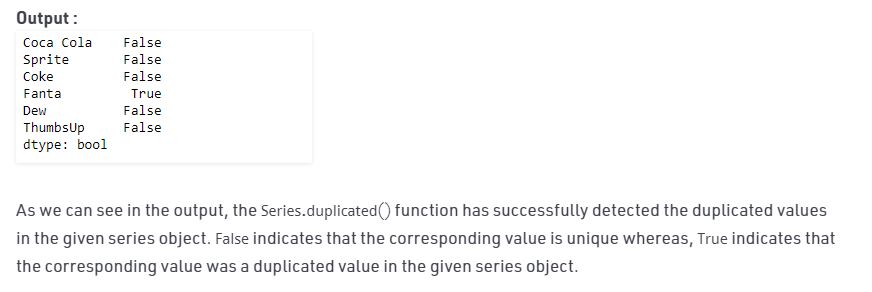 Output :
Coca Cola    False
Sprite       False
Coke         False
Fanta         True
Dew          False
ThumbsUp     False
dtype: bool
As we can see in the output, the Series.duplicated() function has successfully detected the duplicated values
in the given series object. False indicates that the corresponding value is unique whereas, True indicates that
the corresponding value was a duplicated value in the given series object.